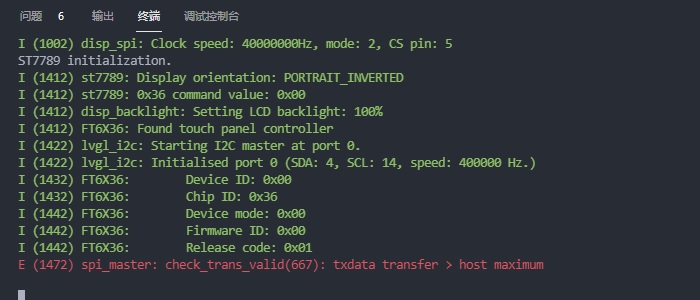 问题 6 输出 终端 调试控制台
I (1002) disp_spi: Clock speed: 40000000Hz, mode: 2, CS pin: 5
ST7789 initialization.
I (1412) st7789: Display orientation: PORTRAIT_INVERTED
I (1412) st7789: 0x36 command value: 0x00
I (1412) disp_backlight: Setting LCD backlight: 100%
I (1412) FT6X36: Found touch panel controller
I (1422) lvgl_i2c: Starting I2C master at port 0.
I (1422) lvgl_i2c: Initialised port 0 (SDA: 4, SCL: 14, speed: 400000 Hz.)
I (1432) FT6X36: Device ID: 0x00
I (1432) FT6X36: Chip ID: 0x36
I (1442) FT6X36: Device mode: 0x00
I (1442) FT6X36: Firmware ID: 0x00
I (1442) FT6X36: Release code: 0x01
E (1472) spi_master: check_trans_valid(667): txdata transfer > host maximum